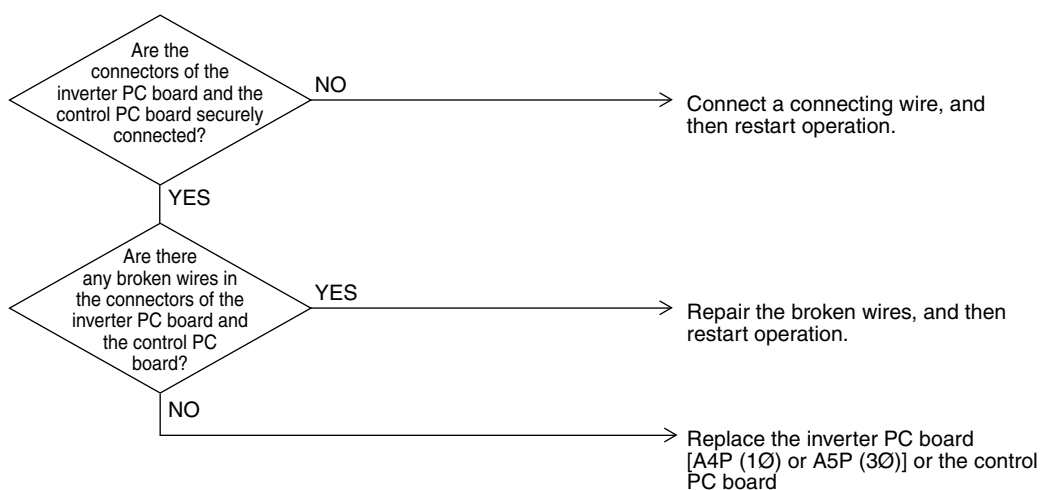 Are the
connectors of the
inverter PC board and the
control PC board securely
connected?
NO
Connect a connecting wire, and
then restart operation.
YES
Are there
any broken wires in
the connectors of the
inverter PC board and
the control PC
board?
YES
Repair the broken wires, and then
restart operation.
NO
Replace the inverter PC board
[A4P (1Ø) or A5P (3Ø)] or the control
PC board